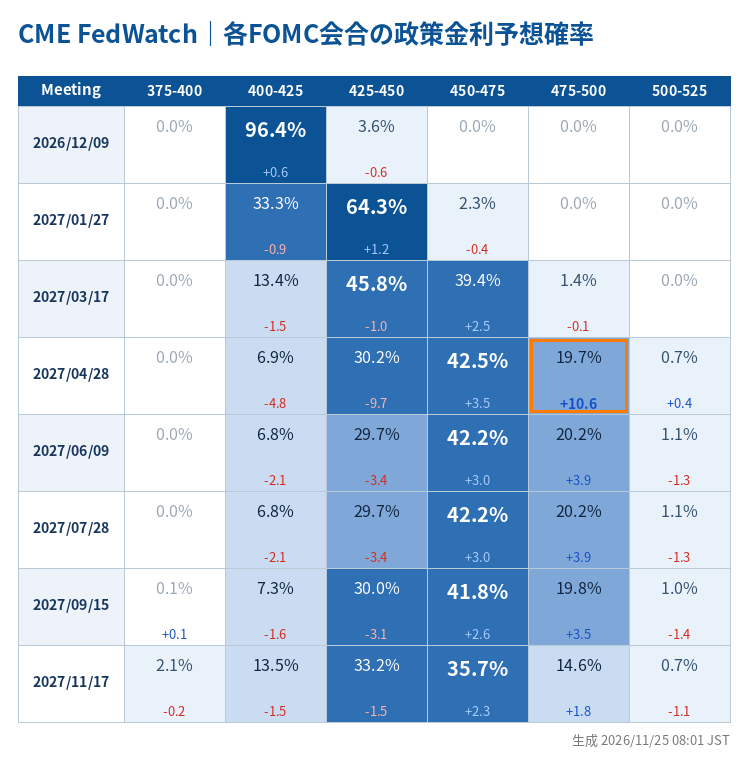 CME FedWatch｜各FOMC会合の政策金利予想確率
Meeting 375-400 400-425 425-450 450-475 475-500 500-525
2026/12/09 0.0% 96.4% 3.6% 0.0% 0.0% 0.0%
+0.6 -0.6
2027/01/27 0.0% 33.3% 64.3% 2.3% 0.0% 0.0%
-0.9 +1.2 -0.4
2027/03/17 0.0% 13.4% 45.8% 39.4% 1.4% 0.0%
-1.5 -1.0 +2.5 -0.1
2027/04/28 0.0% 6.9% 30.2% 42.5% 19.7% 0.7%
-4.8 -9.7 +3.5 +10.6 +0.4
2027/06/09 0.0% 6.8% 29.7% 42.2% 20.2% 1.1%
-2.1 -3.4 +3.0 +3.9 -1.3
2027/07/28 0.0% 6.8% 29.7% 42.2% 20.2% 1.1%
-2.1 -3.4 +3.0 +3.9 -1.3
2027/09/15 0.1% 7.3% 30.0% 41.8% 19.8% 1.0%
+0.1 -1.6 -3.1 +2.6 +3.5 -1.4
2027/11/17 2.1% 13.5% 33.2% 35.7% 14.6% 0.7%
-0.2 -1.5 -1.5 +2.3 +1.8 -1.1
生成 2026/11/25 08:01 JST